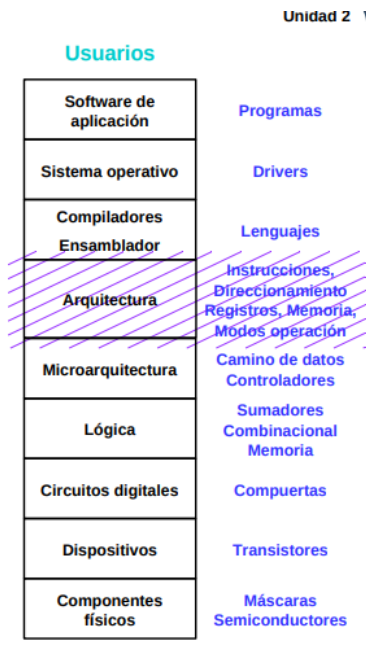 Unidad 2
Usuarios
Software de
aplicación
Programas
Sistema operativo
Drivers
Compiladores
Ensamblador
Lenguajes
Arquitectura
Instrucciones,
Direccionamiento
Registros, Memoria,
Modos operación
Microarquitectura
Camino de datos
Controladores
Lógica
Sumadores
Combinacional
Memoria
Circuitos digitales
Compuertas
Dispositivos
Transistores
Componentes
físicos
Máscaras
Semiconductores